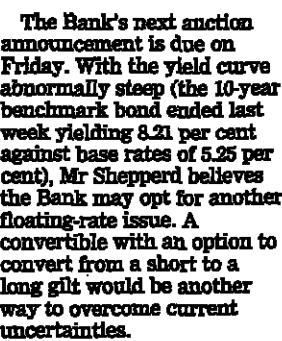 The Bank's next auction
announcement is due on
Friday. With the yield curve
abnormally steep (the 10-year
benchmark bond ended last
week yielding 8.21 per cent
against base rates of 5.25 per
cent), Mr Shepperd believes
the Bank may opt for another
floating-rate issue. A
convertible with an option to
convert from a short to a
long gilt would be another
way to overcome current
uncertainties.